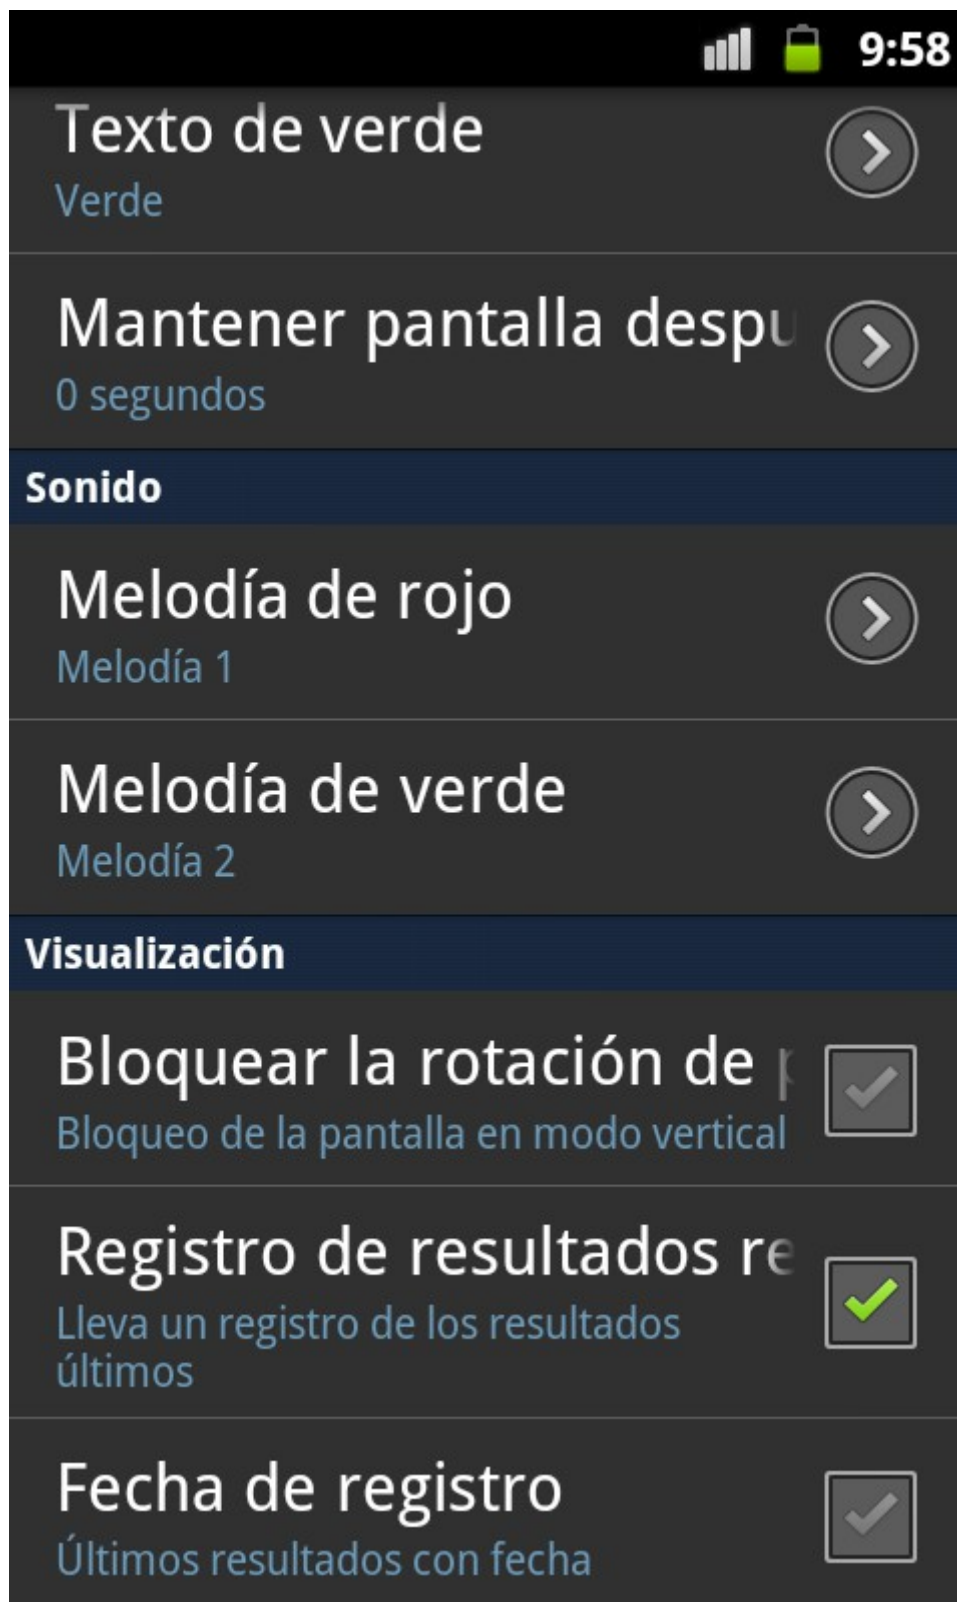 9:58
Texto de verde
Verde
Mantener pantalla despu
0 segundos
Sonido
Melodía de rojo
Melodía 1
Melodía de verde
Melodía 2
Visualización
Bloquear la rotación de p
Bloqueo de la pantalla en modo vertical
Registro de resultados re
Lleva un registro de los resultados
últimos
Fecha de registro
Últimos resultados con fecha